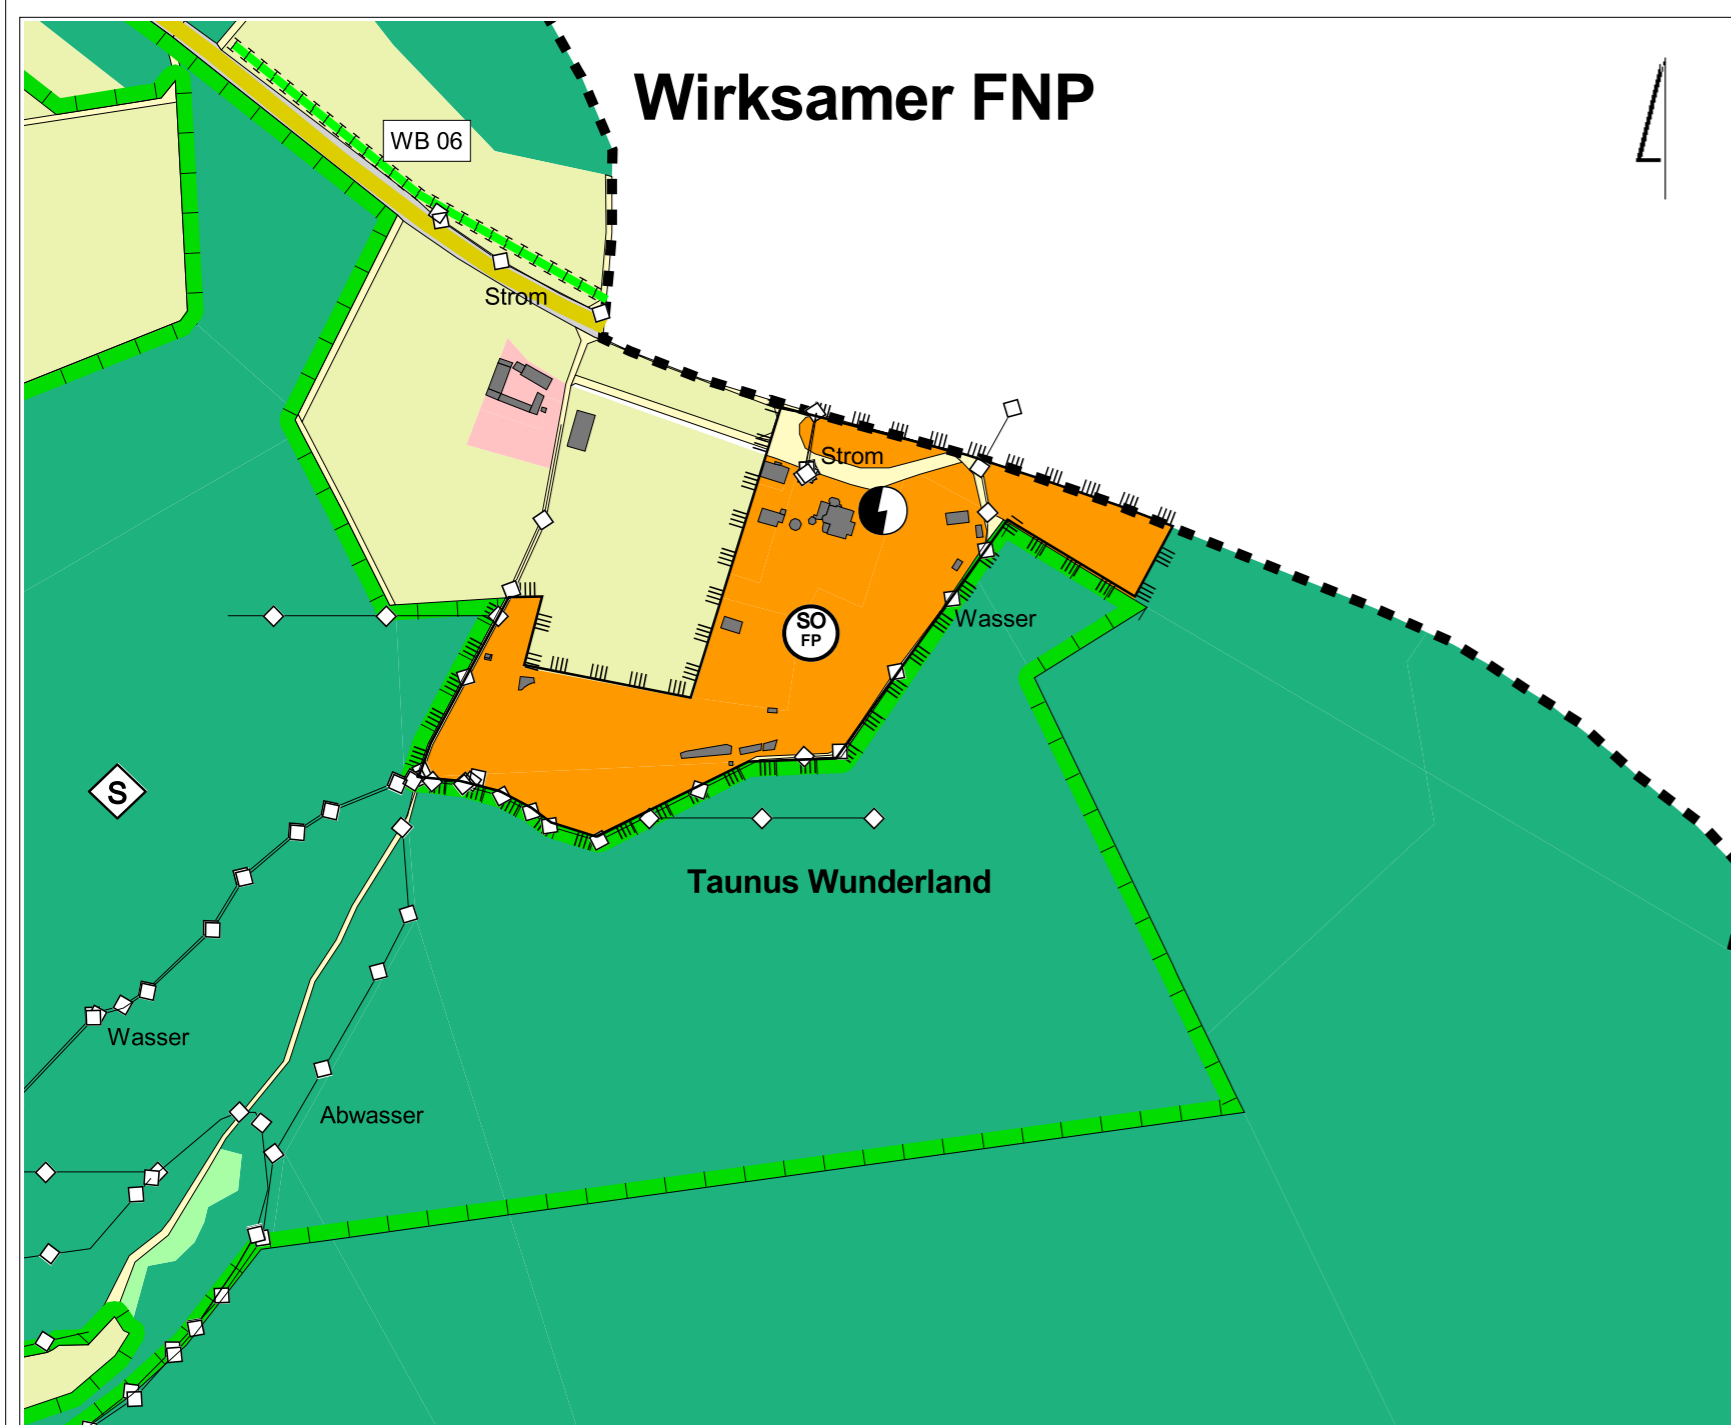 Wirksamer FNP
WB 06
Strom
Strom
SO
FP
Wasser
S
Taunus Wunderland
Wasser
Abwasser